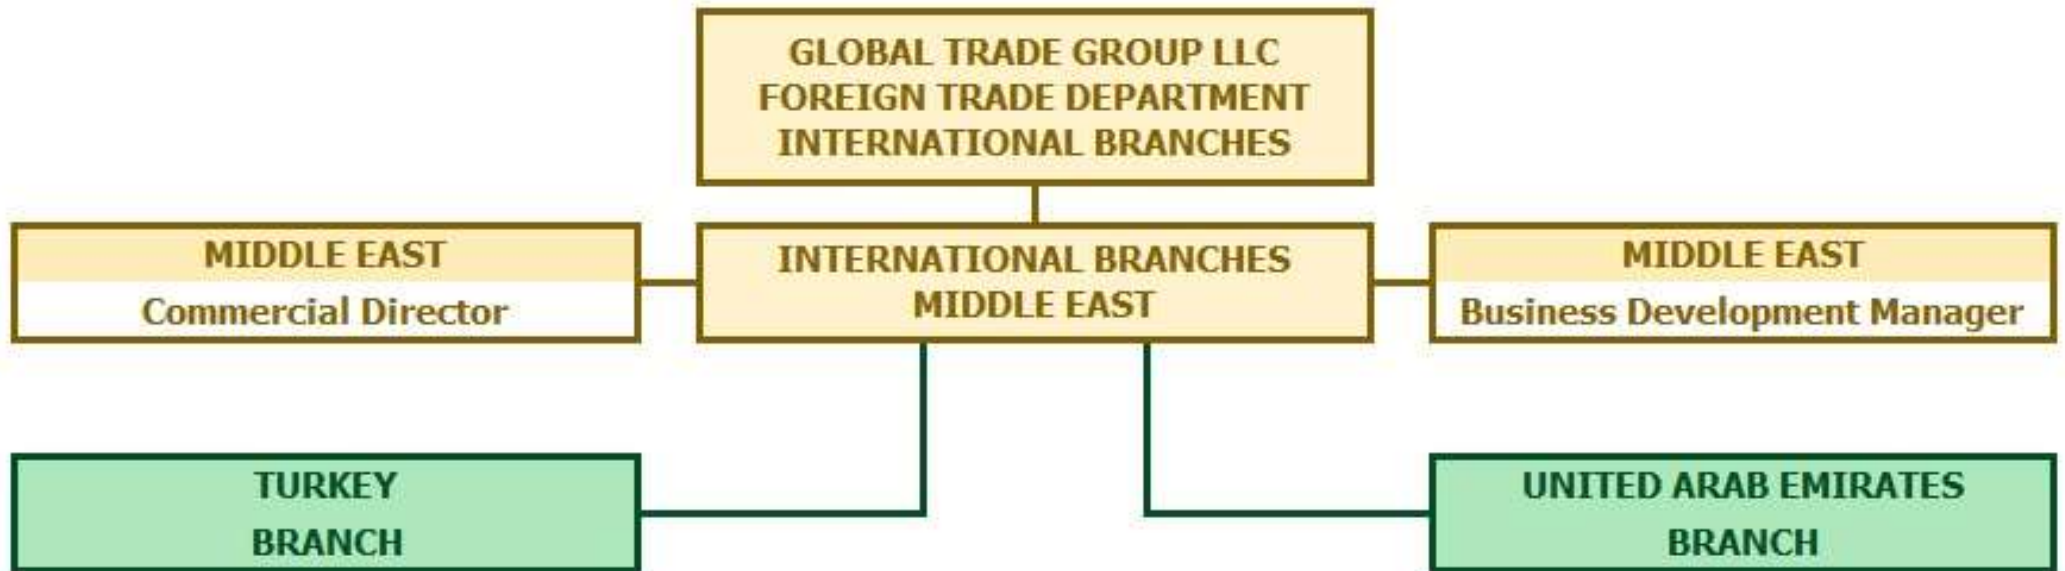 GLOBAL TRADE GROUP LLC
FOREIGN TRADE DEPARTMENT
INTERNATIONAL BRANCHES
MIDDLE EAST
Commercial Director
INTERNATIONAL BRANCHES
MIDDLE EAST
MIDDLE EAST
Business Development Manager
TURKEY
BRANCH
UNITED ARAB EMIRATES
BRANCH